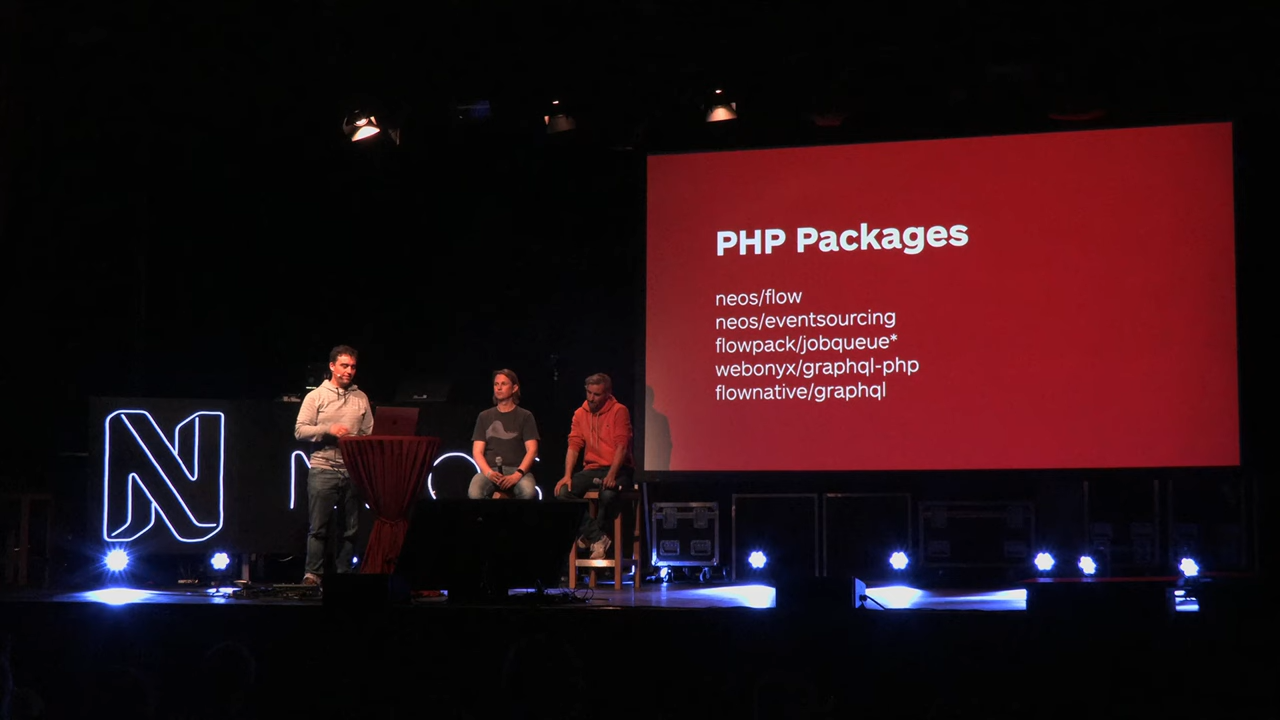 PHP Packages
neos/flow
neos/eventsourcing
flowpack/jobqueue*
webonyx/graphql-php
flownative/graphql
N